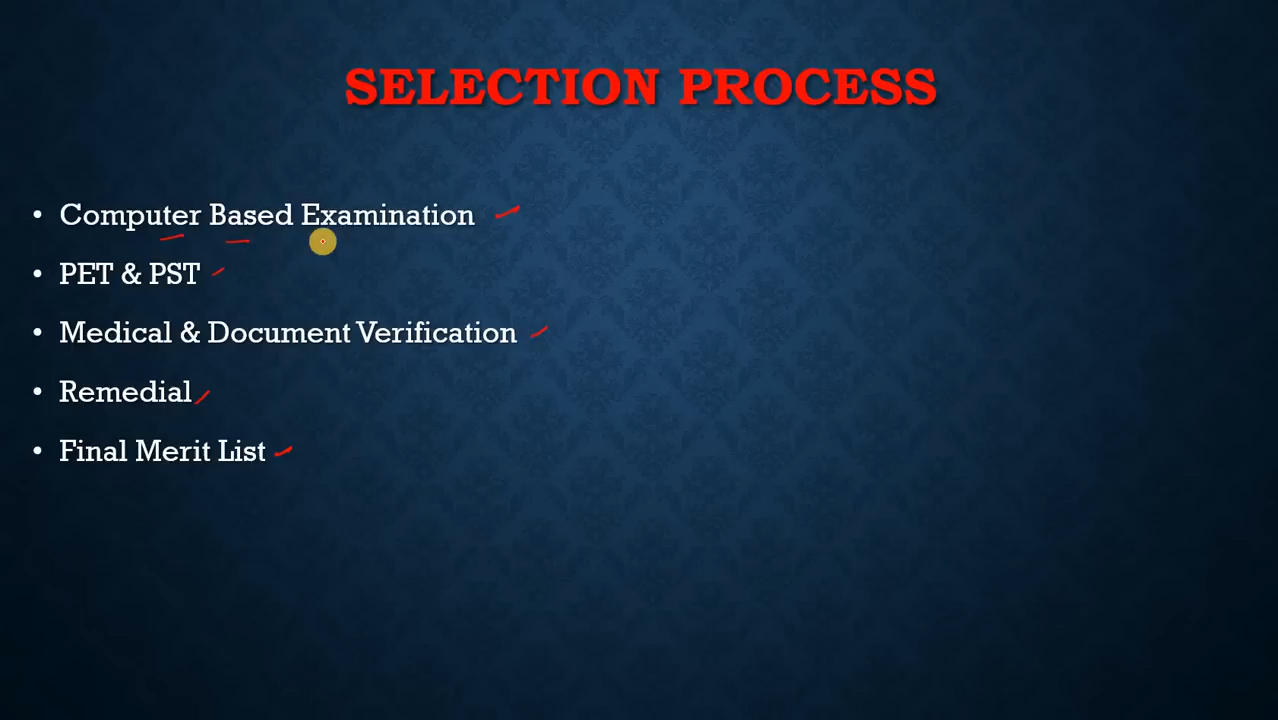 SELECTION PROCESS
• Computer Based Examination
• PET & PST
• Medical & Document Verification
• Remedial
• Final Merit List